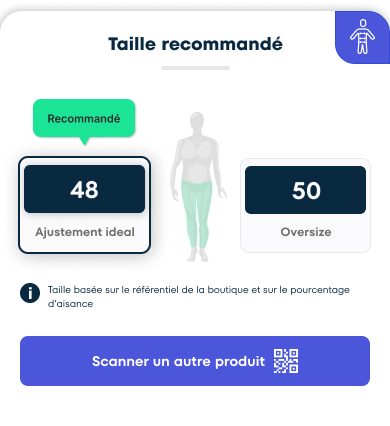 Taille recommandé
Recommandé
48
Ajustement ideal
50
Oversize
i
Taille basée sur le référentiel de la boutique et sur le pourcentage
d'aisance
Scanner un autre produit